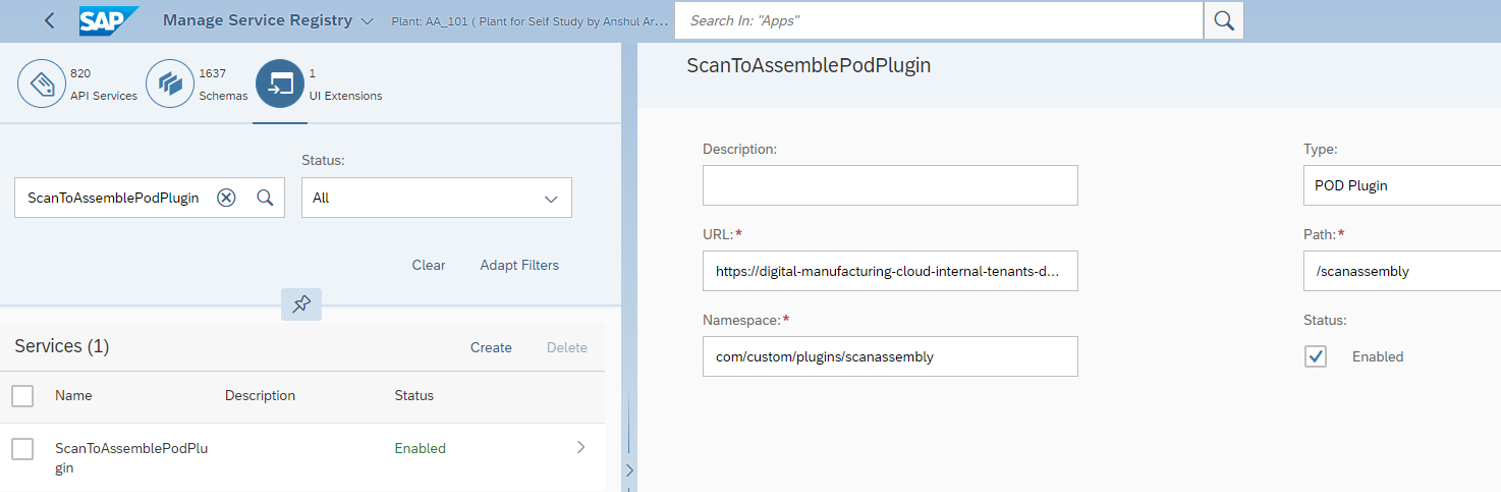 SAP Manage Service Registry Plant: AA_101 ( Plant for Self Study by Anshul Ar... Search In: "Apps"
820
API Services
1637
Schemas
1
UI Extensions
Status:
ScanToAssemblePodPlugin
All
Clear
Adapt Filters
Services (1)
Create
Delete
Name Description Status
ScanToAssemblePodPlu
gin
Enabled
ScanToAssemblePodPlugin
Description:
Type:
POD Plugin
URL:*
Path:*
https://digital-manufacturing-cloud-internal-tenants-d...
/scanassembly
Namespace:*
Status:
com/custom/plugins/scanassembly
Enabled